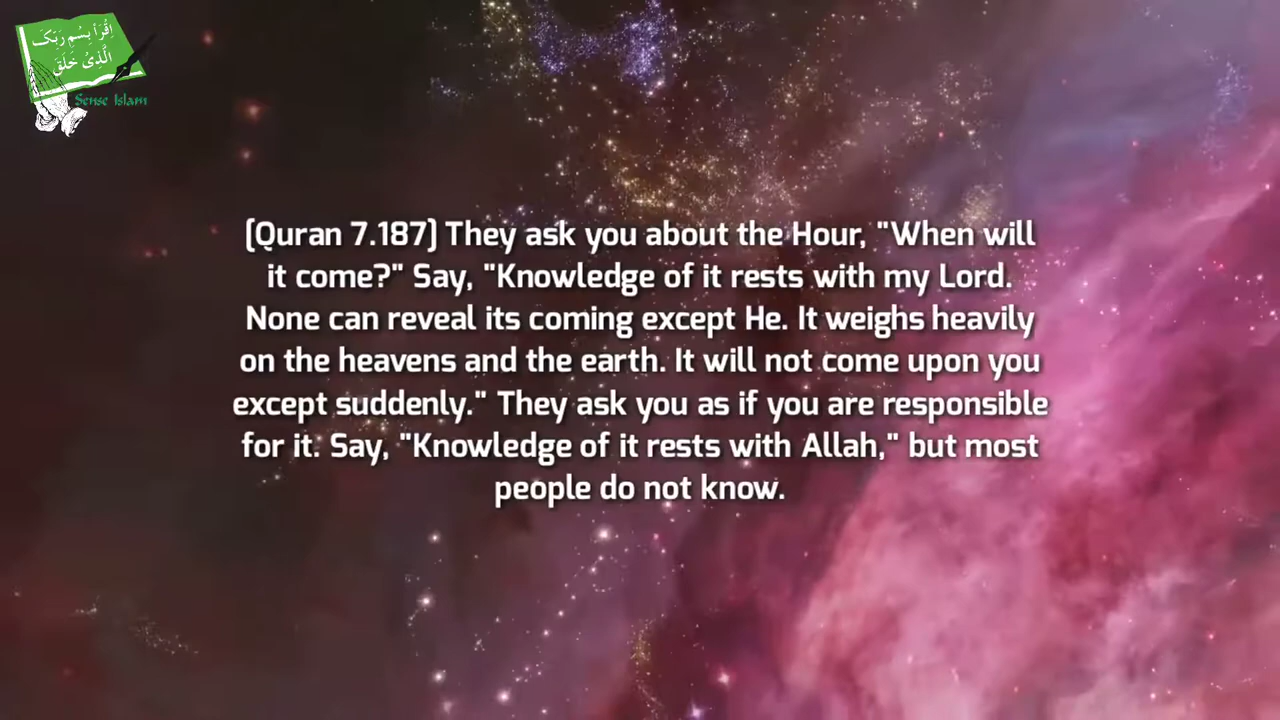 اِقْرَاْ بِسْمِ رَبِّكَ
الَّذِیْ خَلَقَ
Sense Islam
(Quran 7.187) They ask you about the Hour, "When will
it come?" Say, "Knowledge of it rests with my Lord.
None can reveal its coming except He. It weighs heavily
on the heavens and the earth. It will not come upon you
except suddenly." They ask you as if you are responsible
for it. Say, "Knowledge of it rests with Allah," but most
people do not know.